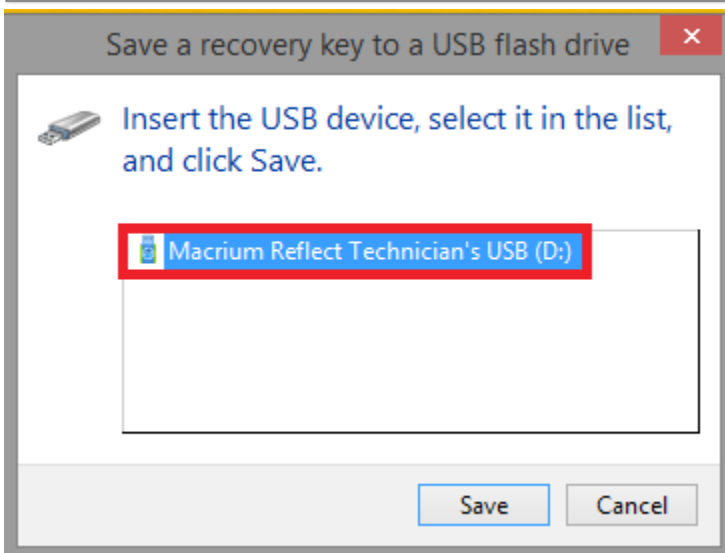 Save a recovery key to a USB flash drive
Insert the USB device, select it in the list,
and click Save.
Macrium Reflect Technician's USB (D:)
Save Cancel